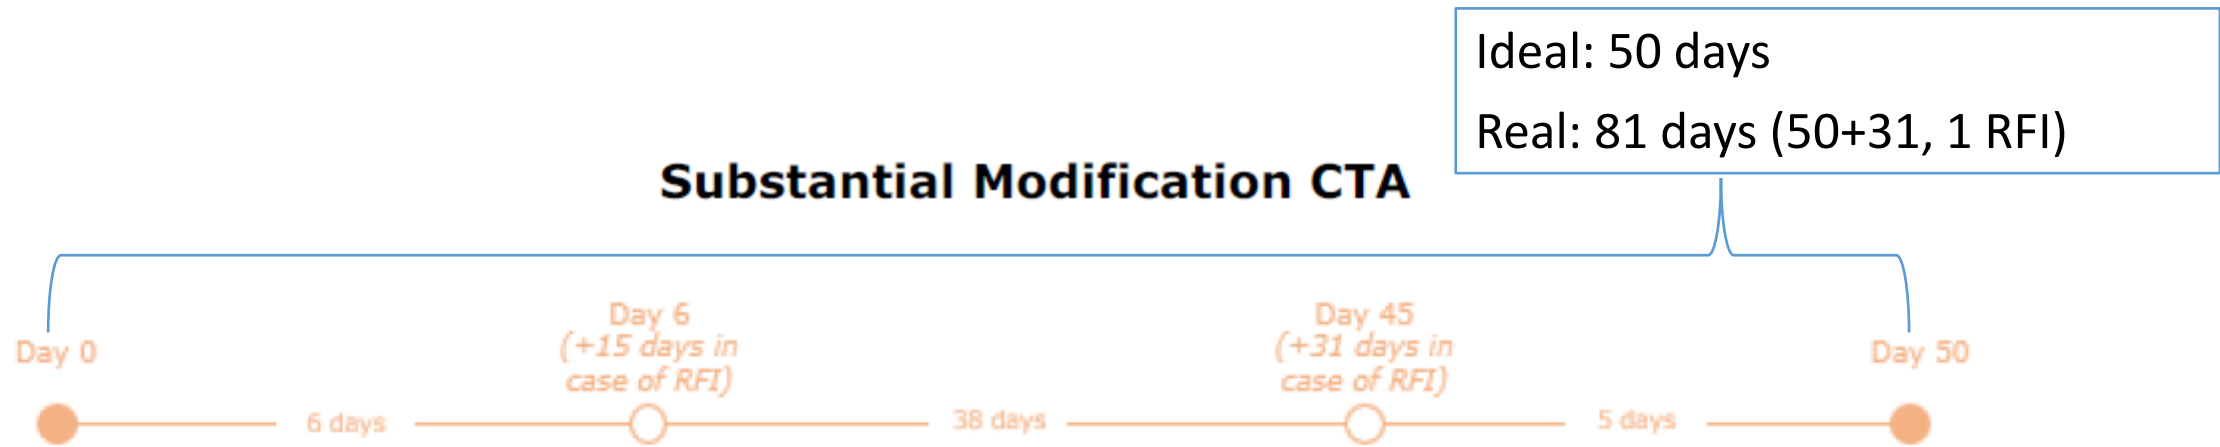 Ideal: 50 days
Real: 81 days (50+31, 1 RFI)
Substantial Modification CTA
Day 0
Day 6
(+15 days in
case of RFI)
Day 45
(+31 days in
case of RFI)
Day 50
6 days
38 days
5 days